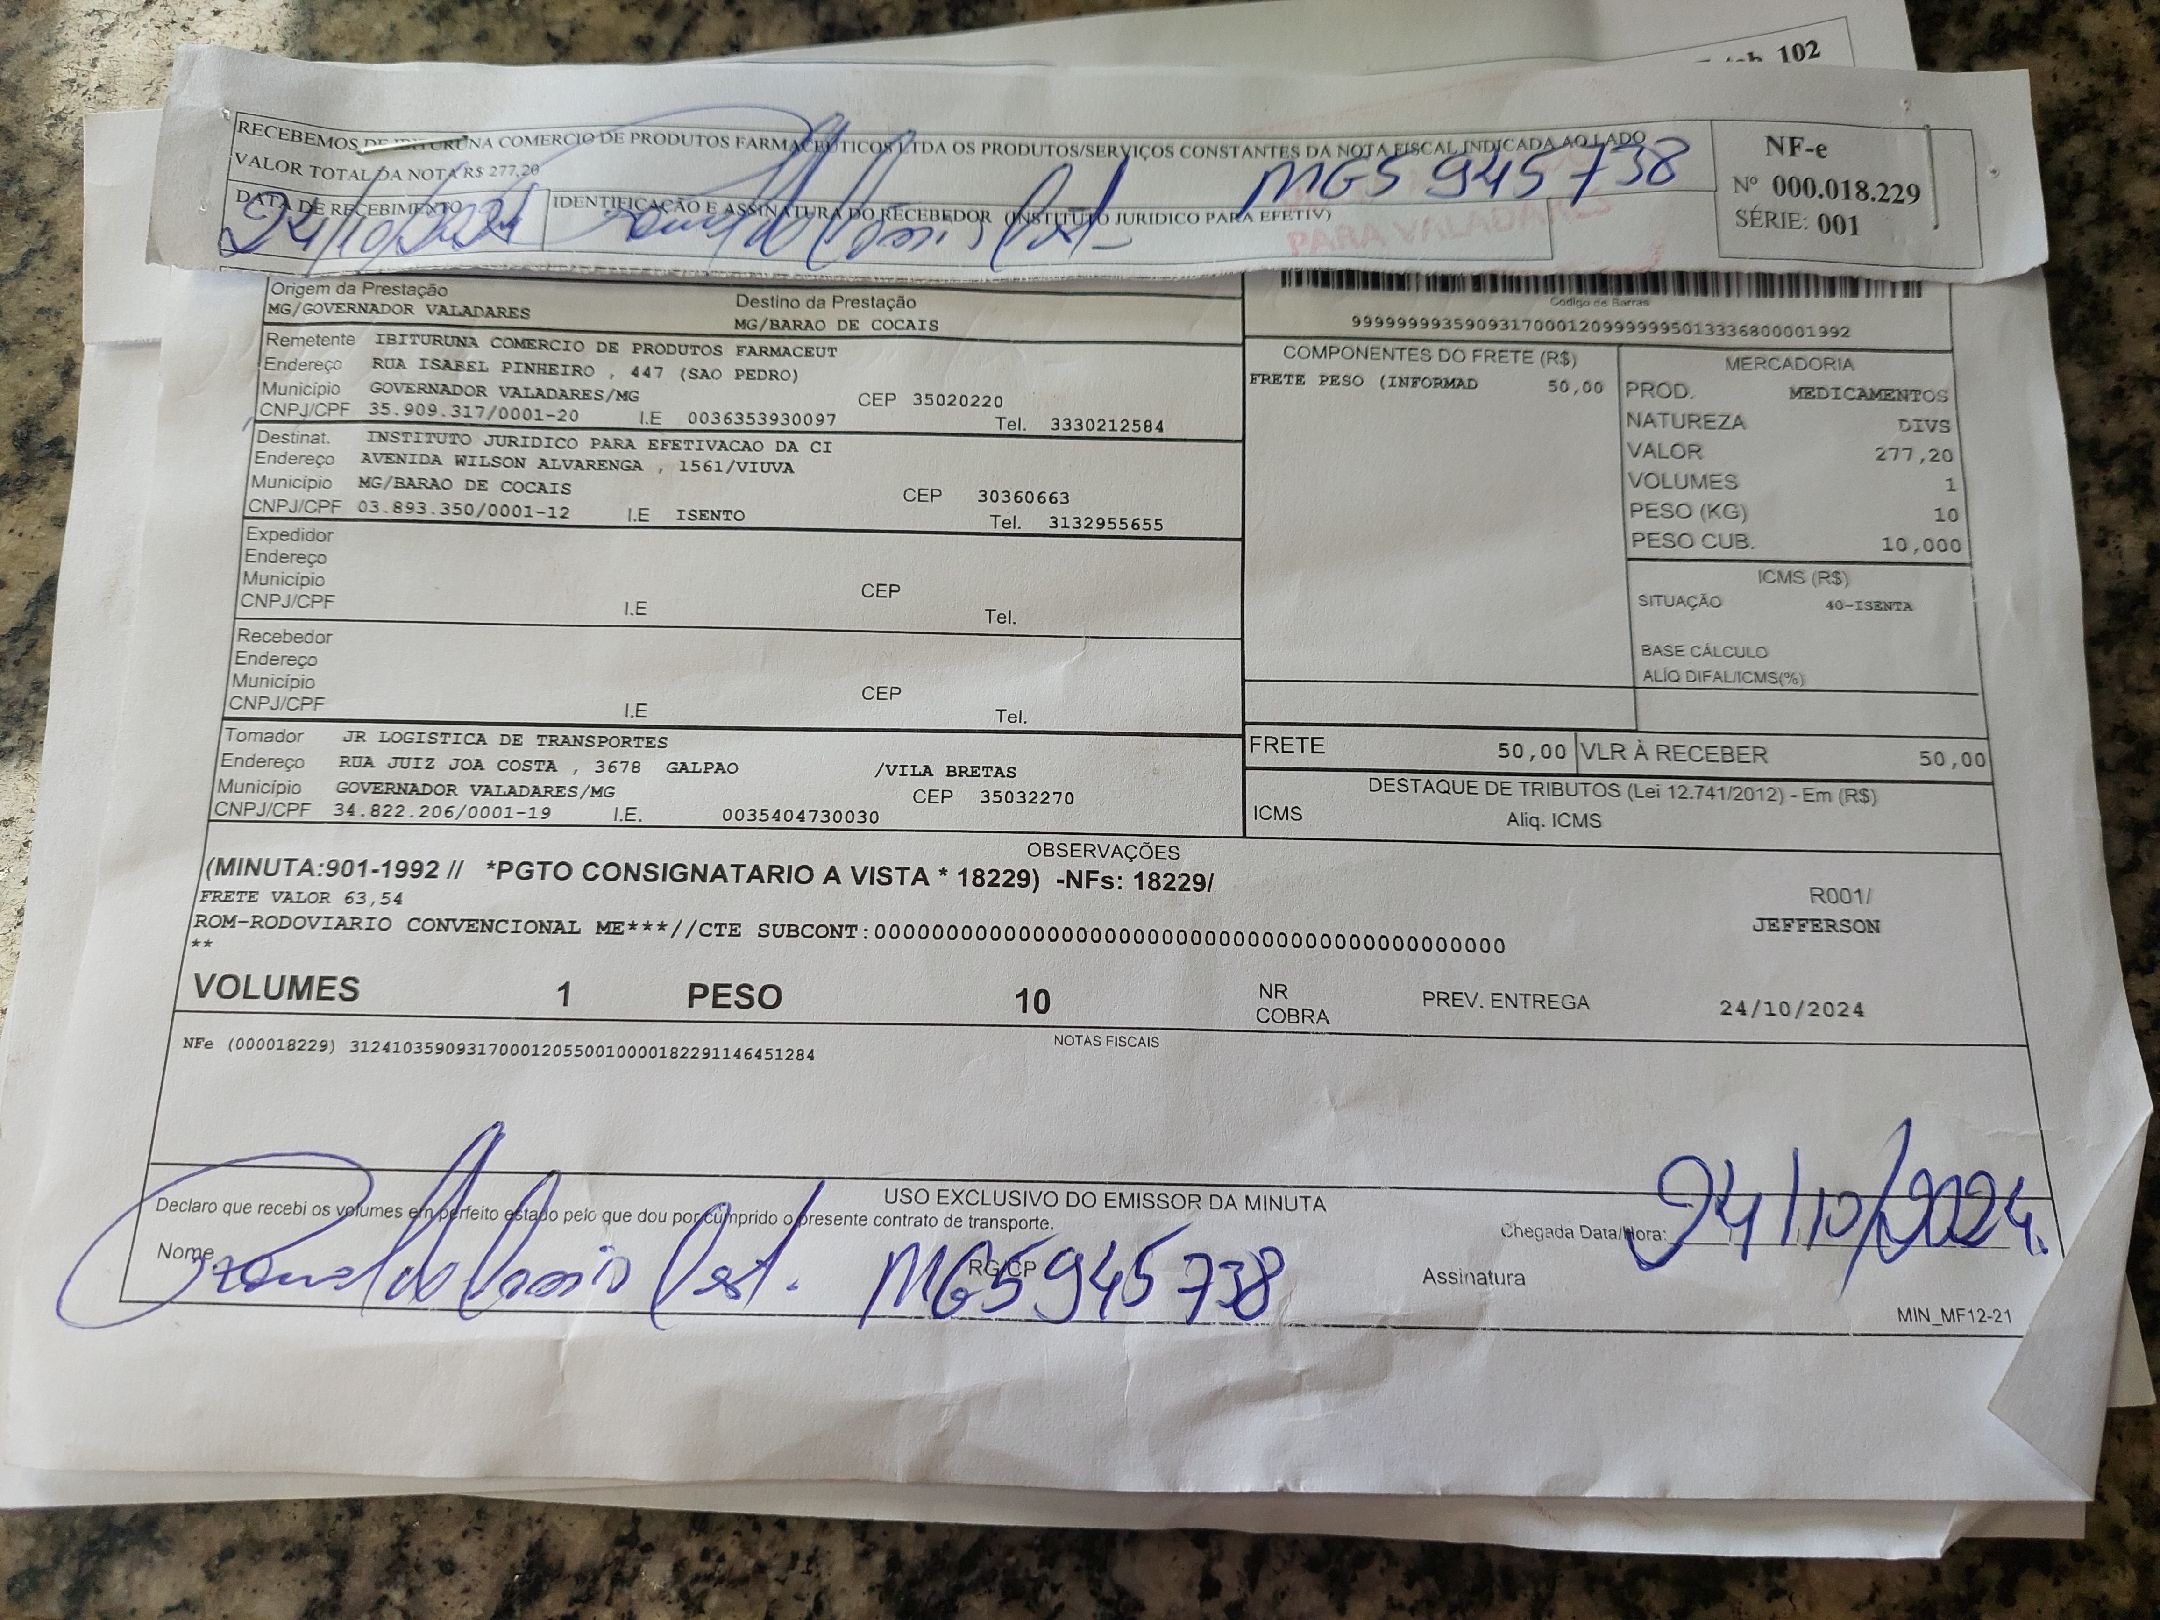 102
RECEBEMOS DE IBITURUNA COMERCIO DE PRODUTOS FARMACEUTICOS LTDA OS PRODUTOS/SERVIÇOS CONSTANTES DA NOTA FISCAL INDICADA AO LADO
VALOR TOTAL DA NOTA R$ 277,20
MG5945738
DATA DE RECEBIMENTO
IDENTIFICAÇÃO E ASSINATURA DO RECEBEDOR (INSTITUTO JURIDICO PARA EFETIV)
24/10/2024
PARA VALADARES
NF-e
Nº 000.018.229
SÉRIE: 001
Origem da Prestação
MG/GOVERNADOR VALADARES
Destino da Prestação
MG/BARAO DE COCAIS
Remetente IBITURUNA COMERCIO DE PRODUTOS FARMACEUT
Endereço RUA ISABEL PINHEIRO , 447 (SAO PEDRO)
Município GOVERNADOR VALADARES/MG CEP 35020220
CNPJ/CPF 35.909.317/0001-20 I.E 0036353930097 Tel. 3330212584
Destinat. INSTITUTO JURIDICO PARA EFETIVACAO DA CI
Endereço AVENIDA WILSON ALVARENGA , 1561/VIUVA
Município MG/BARAO DE COCAIS CEP 30360663
CNPJ/CPF 03.893.350/0001-12 I.E ISENTO Tel. 3132955655
Expedidor
Endereço
Município CEP
CNPJ/CPF I.E Tel.
Recebedor
Endereço
Município CEP
CNPJ/CPF I.E Tel.
Tomador JR LOGISTICA DE TRANSPORTES
Endereço RUA JUIZ JOA COSTA , 3678 GALPAO /VILA BRETAS
Município GOVERNADOR VALADARES/MG CEP 35032270
CNPJ/CPF 34.822.206/0001-19 I.E. 0035404730030
Código de Barras
99999999359093170001209999995013336800001992
COMPONENTES DO FRETE (R$)
FRETE PESO (INFORMAD 50,00
MERCADORIA
PROD. MEDICAMENTOS
NATUREZA DIVS
VALOR 277,20
VOLUMES 1
PESO (KG) 10
PESO CUB. 10,000
ICMS (R$)
SITUAÇÃO 40-ISENTA
BASE CÁLCULO
ALÍQ DIFAL/ICMS(%)
FRETE 50,00 VLR À RECEBER 50,00
DESTAQUE DE TRIBUTOS (Lei 12.741/2012) - Em (R$)
ICMS Aliq. ICMS
OBSERVAÇÕES
(MINUTA:901-1992 // *PGTO CONSIGNATARIO A VISTA * 18229) -NFs: 18229/
FRETE VALOR 63,54
R001/
JEFFERSON
ROM-RODOVIARIO CONVENCIONAL ME***//CTE SUBCONT:00000000000000000000000000000000000000000000
**
VOLUMES 1 PESO 10 NR COBRA PREV. ENTREGA 24/10/2024
NOTAS FISCAIS
NFe (000018229) 31241035909317000120550010000182291146451284
USO EXCLUSIVO DO EMISSOR DA MINUTA
Declaro que recebi os volumes em perfeito estado pelo que dou por cumprido o presente contrato de transporte.
Chegada Data/Hora: 24/10/2024.
Nome
RG/CP MG5945738
Assinatura
MIN_MF12-21